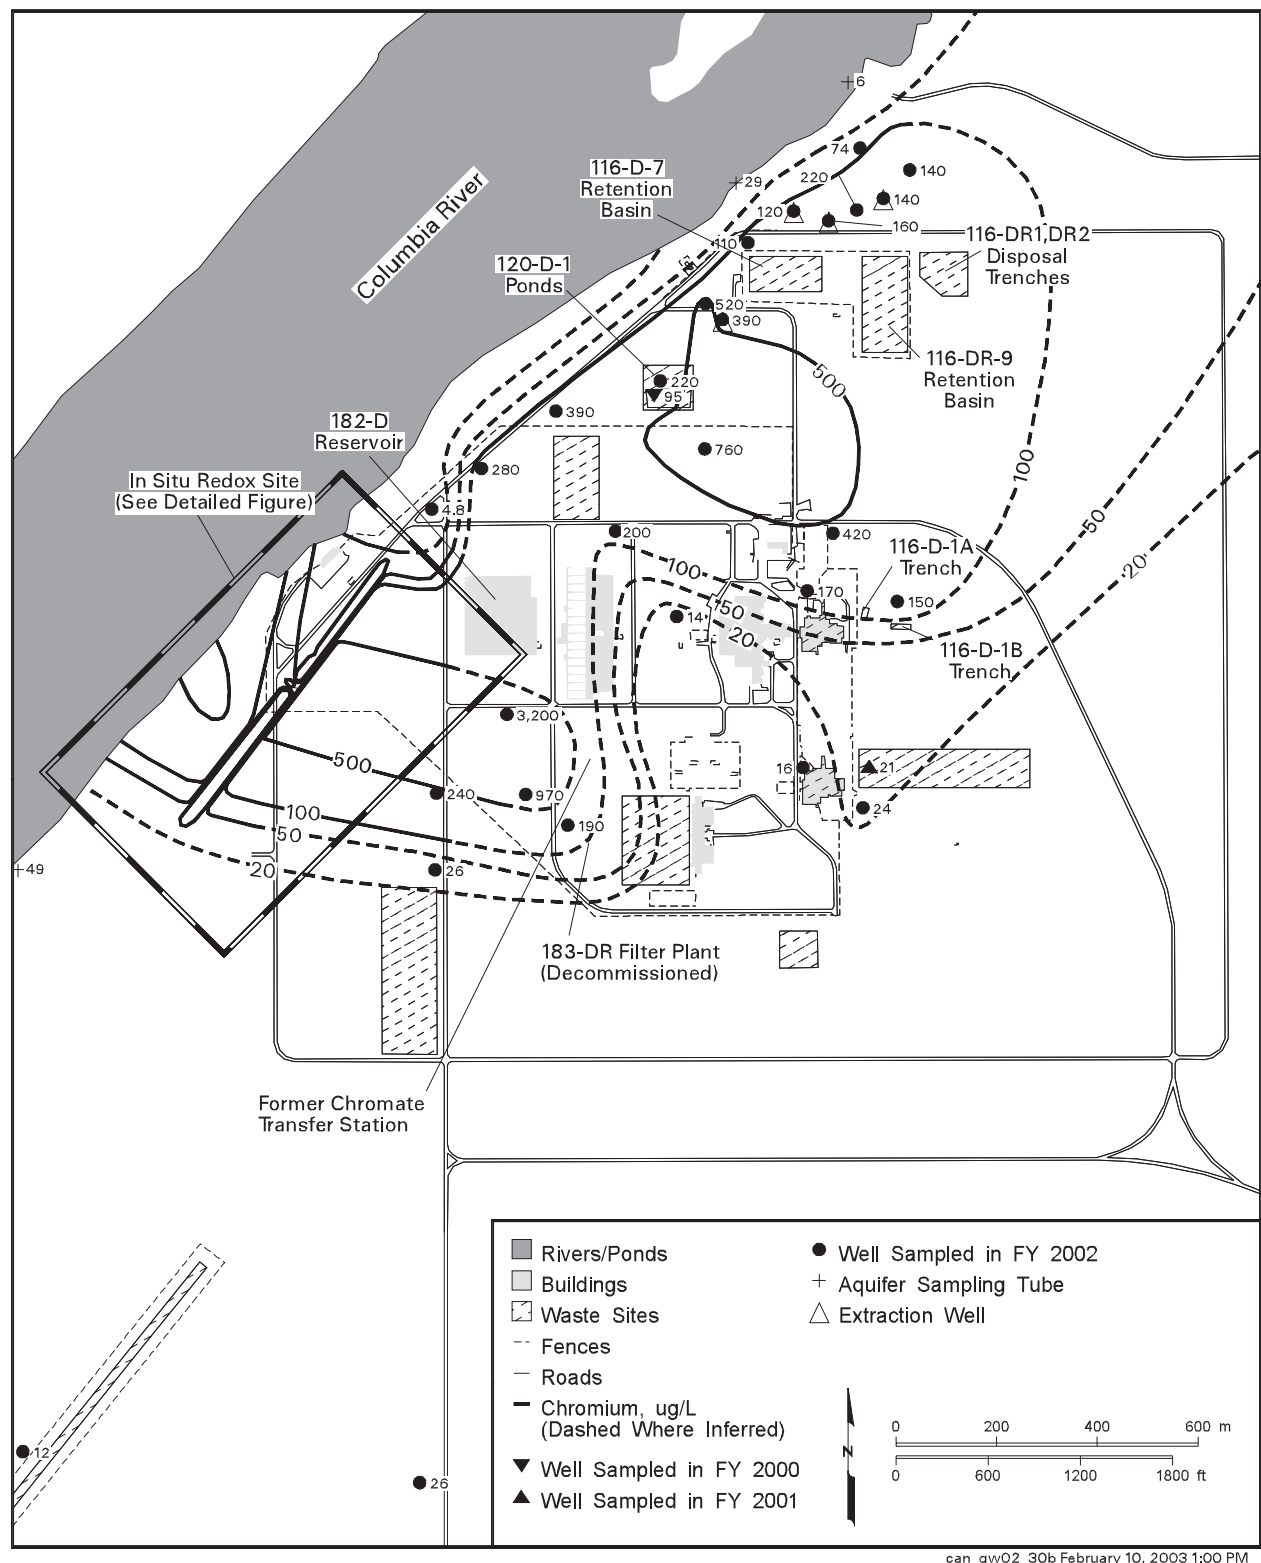 6
74
140
116-D-7
Retention
Basin
29
220
140
120
160
Columbia River
110
116-DR1,DR2
Disposal
Trenches
120-D-1
Ponds
520
390
116-DR-9
Retention
Basin
220
500
95
390
182-D
Reservoir
760
280
100
In Situ Redox Site
(See Detailed Figure)
4.8
50
200
420
116-D-1A
Trench
100
20
170
150
50
14
20
116-D-1B
Trench
3,200
500
16
21
240
970
24
100
190
50
49
20
26
183-DR Filter Plant
(Decommissioned)
Former Chromate
Transfer Station
Rivers/Ponds
Buildings
Waste Sites
Fences
Roads
Chromium, ug/L
(Dashed Where Inferred)
Well Sampled in FY 2000
Well Sampled in FY 2001
Well Sampled in FY 2002
Aquifer Sampling Tube
Extraction Well
0 200 400 600 m
N
0 600 1200 1800 ft
12
26
can_gw02_30b February 10, 2003 1:00 PM